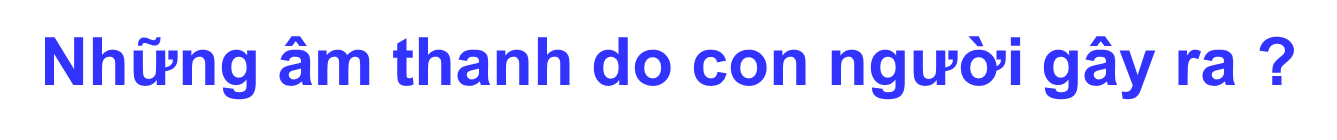 Những âm thanh do con người gây ra ?